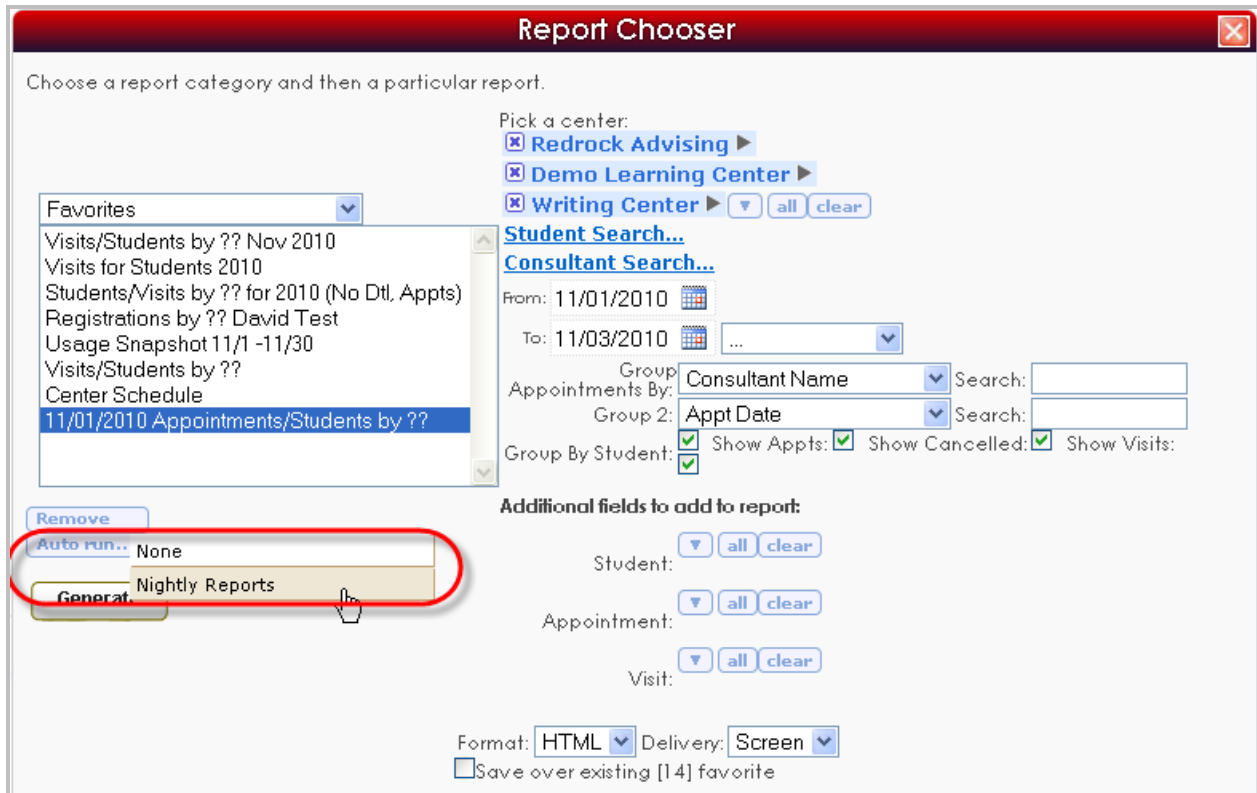 Report Chooser
Choose a report category and then a particular report.
Pick a center:
Redrock Advising
Demo Learning Center
Writing Center all clear
Student Search...
Consultant Search...
Favorites
Visits/Students by ?? Nov 2010
Visits for Students 2010
Students/Visits by ?? for 2010 (No Dtl, Appts)
Registrations by ?? David Test
Usage Snapshot 11/1 -11/30
Visits/Students by ??
Center Schedule
11/01/2010 Appointments/Students by ??
From: 11/01/2010
To: 11/03/2010 ...
Group
Appointments By: Consultant Name Search:
Group 2: Appt Date Search:
Group By Student: Show Appts: Show Cancelled: Show Visits:
Remove
Auto run..
None
Nightly Reports
Generat
Additional fields to add to report:
Student: all clear
Appointment: all clear
Visit: all clear
Format: HTML Delivery: Screen
Save over existing [14] favorite